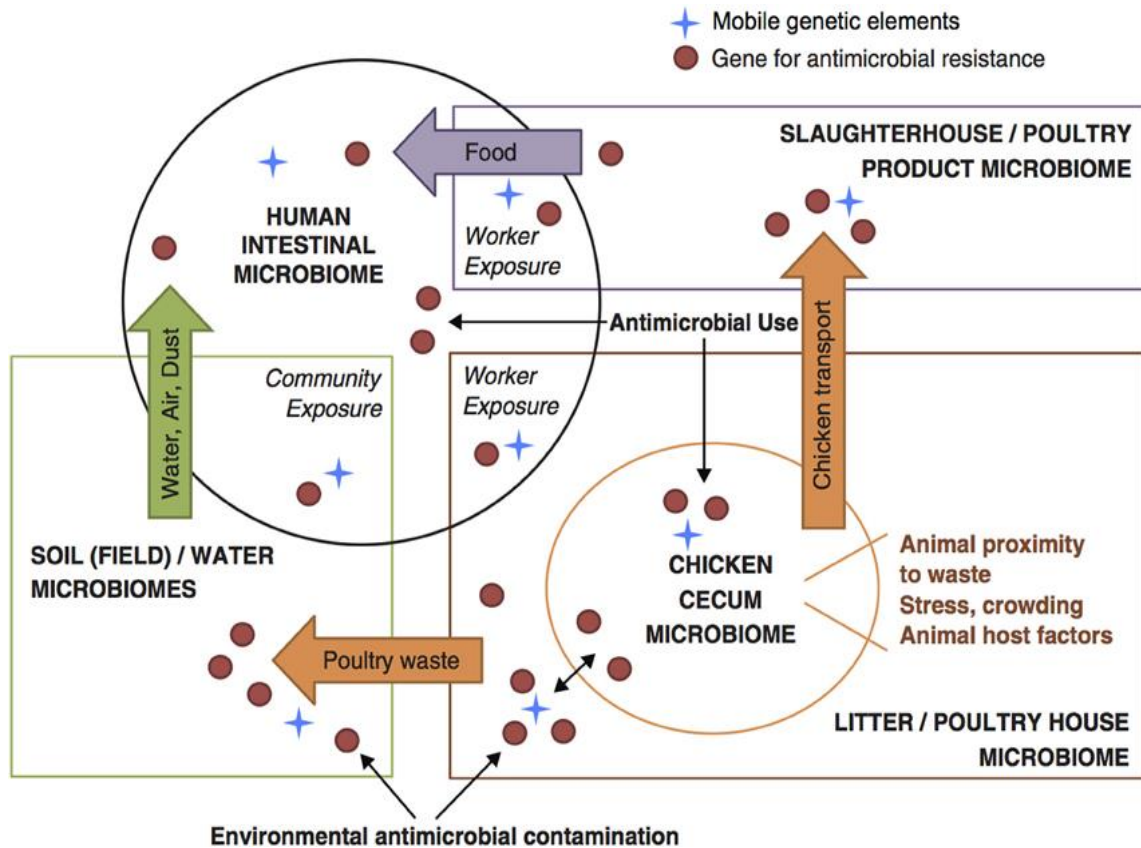 Mobile genetic elements
Gene for antimicrobial resistance
SLAUGHTERHOUSE / POULTRY
PRODUCT MICROBIOME
Food
HUMAN
INTESTINAL
MICROBIOME
Worker
Exposure
Antimicrobial Use
Water, Air, Dust
Community
Exposure
Worker
Exposure
Chicken transport
SOIL (FIELD) / WATER
MICROBIOMES
CHICKEN
CECUM
MICROBIOME
Animal proximity
to waste
Stress, crowding
Animal host factors
Poultry waste
LITTER / POULTRY HOUSE
MICROBIOME
Environmental antimicrobial contamination